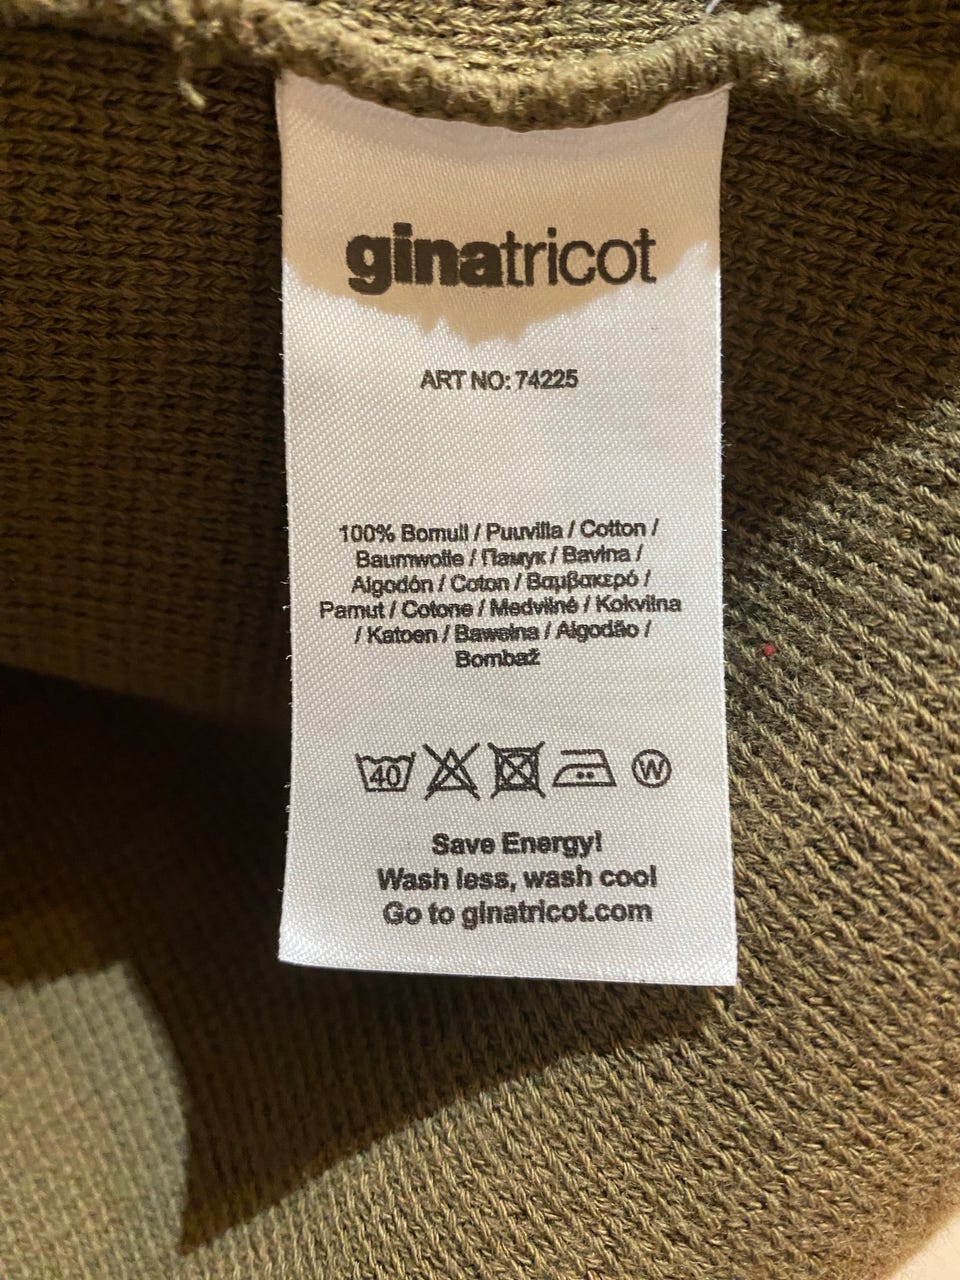 ginatricot
ART NO: 74225
100% Bomull / Puuvilla / Cotton /
Baumwolle / Памук / Bavlna /
Algodón / Coton / Βαμβακερό /
Pamut / Cotone / Medvilnė / Kokvilna
/ Katoen / Bawełna / Algodão /
Bombaž
40 W
Save Energy!
Wash less, wash cool
Go to ginatricot.com